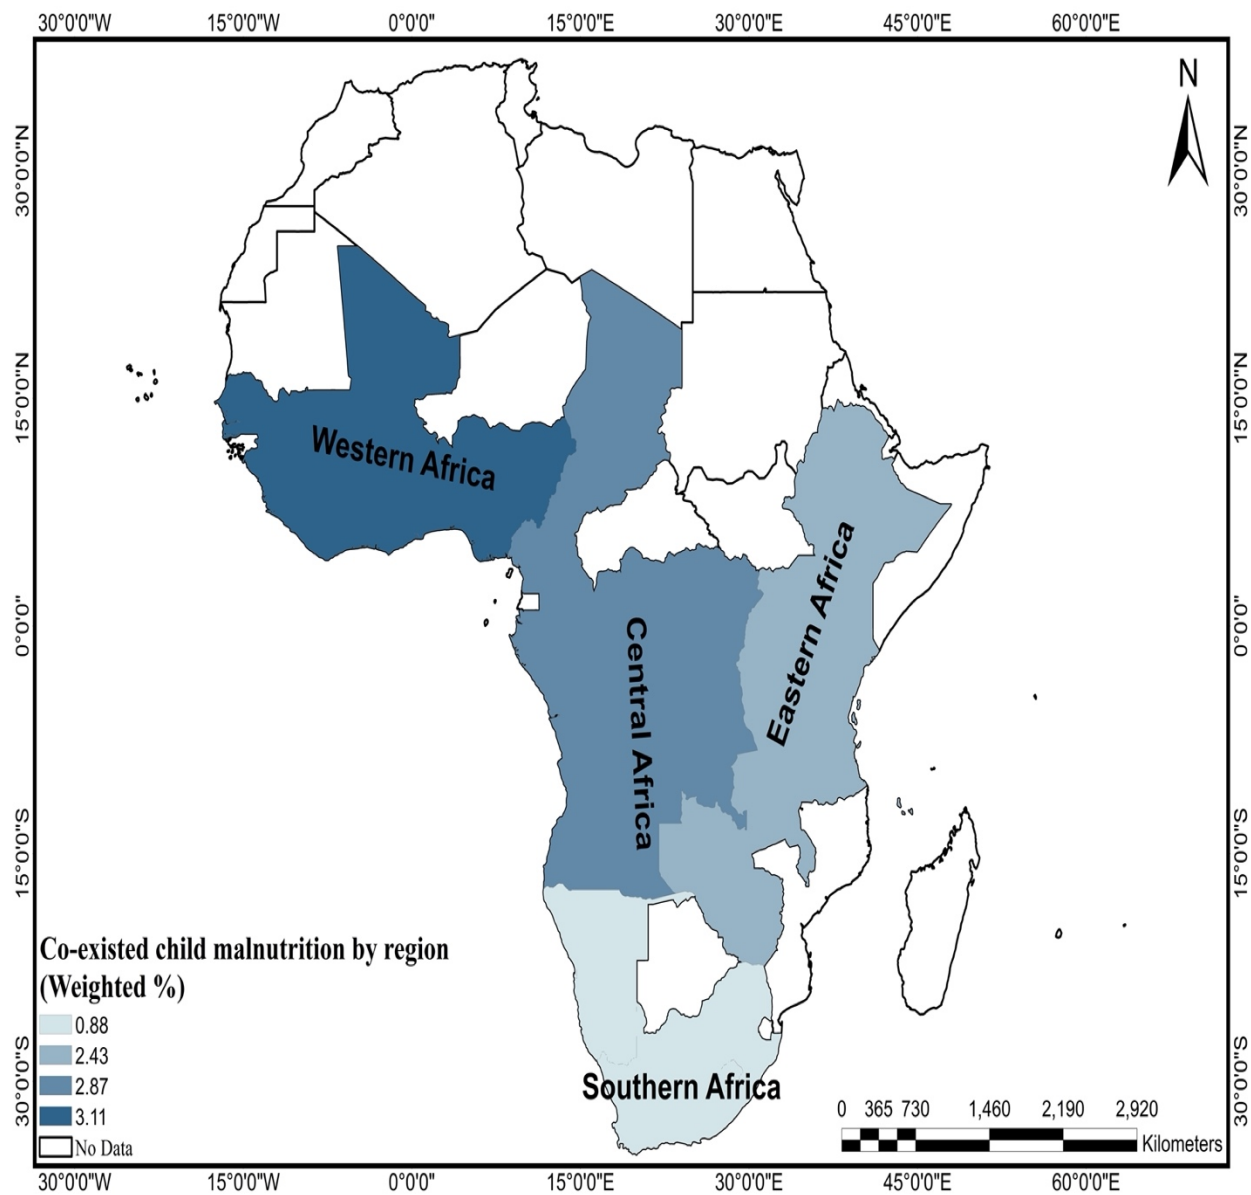 30°0'0"W 15°0'0"W 0°0'0" 15°0'0"E 30°0'0"E 45°0'0"E 60°0'0"E
N
30°0'0"N 30°0'0"N
15°0'0"N 15°0'0"N
Western Africa
Eastern Africa
0°0'0" 0°0'0"
Central Africa
15°0'0"S 15°0'0"S
Co-existed child malnutrition by region
(Weighted %)
0.88
2.43
2.87
3.11
No Data
30°0'0"S 30°0'0"S
Southern Africa
0 365 730 1,460 2,190 2,920
Kilometers
30°0'0"W 15°0'0"W 0°0'0" 15°0'0"E 30°0'0"E 45°0'0"E 60°0'0"E